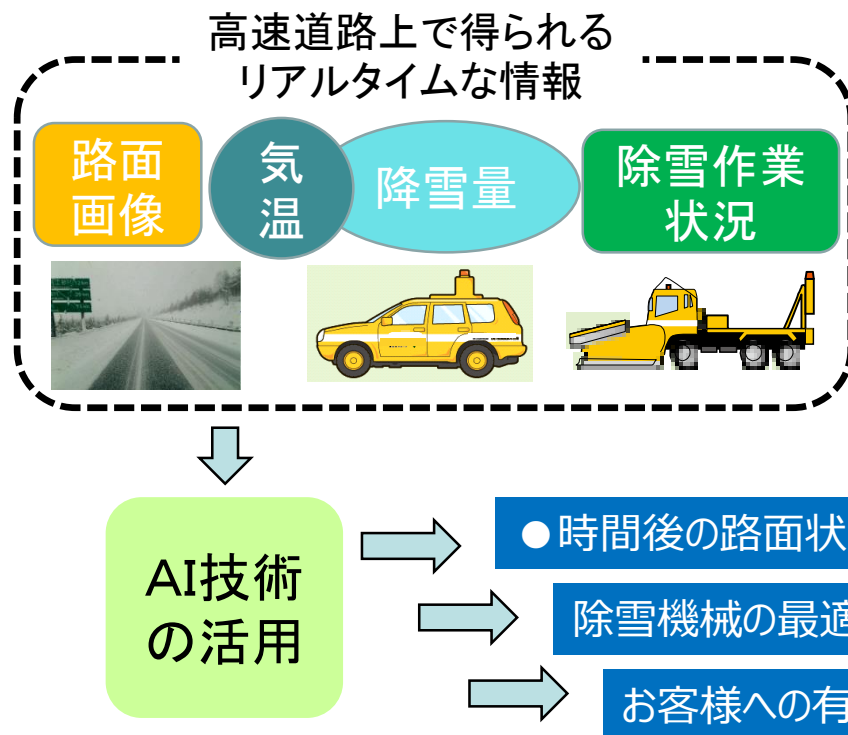 高速道路上で得られる
リアルタイムな情報
路面
画像
気
温
降雪量
除雪作業
状況
AI技術
の活用
●時間後の路面状
除雪機械の最適
お客様への有